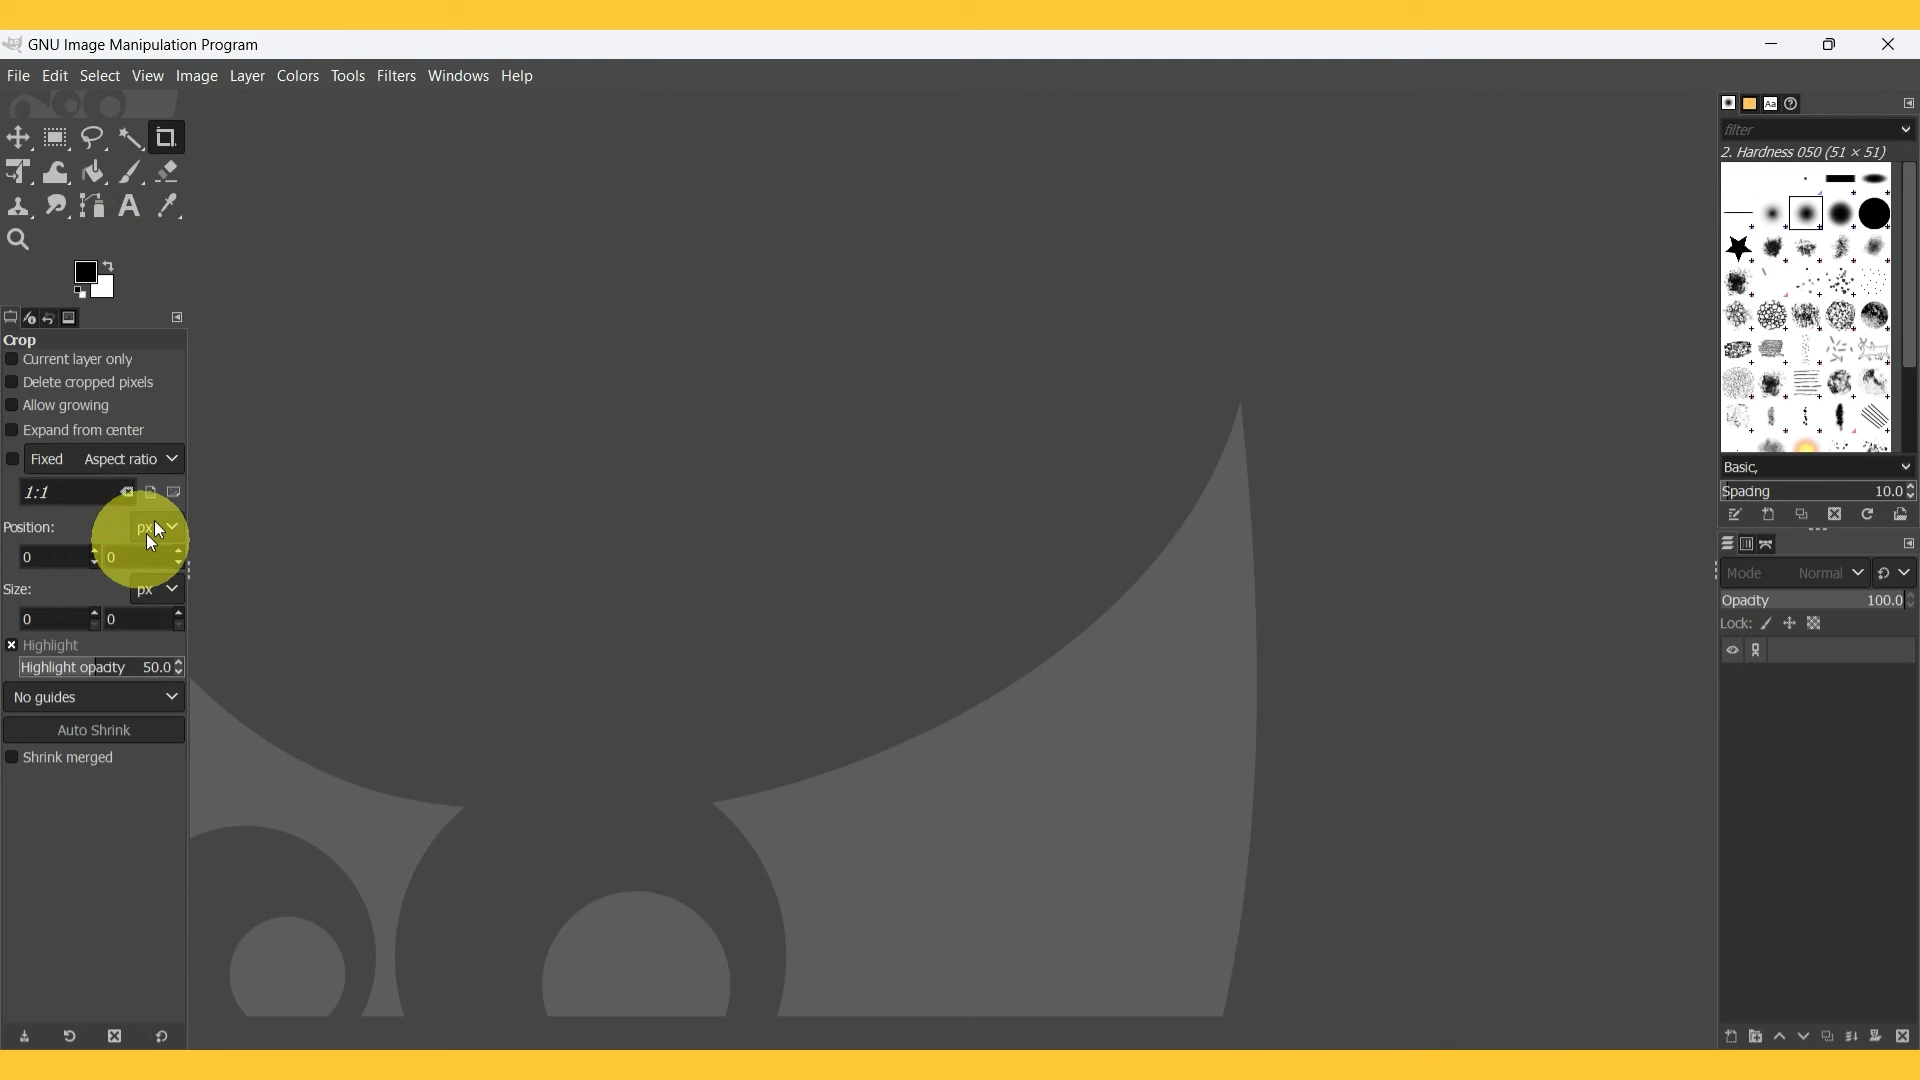 GNU Image Manipulation Program
File Edit Select View Image Layer Colors Tools Filters Windows Help
filter
2. Hardness 050 (51 × 51)
Crop
Current layer only
Delete cropped pixels
Allow growing
Expand from center
Fixed Aspect ratio
1:1
Position: px
0 0
Size: px
0 0
Highlight
Highlight opacity 50.0
No guides
Auto Shrink
Shrink merged
Basic,
Spacing 10.0
Mode Normal
Opacity 100.0
Lock: